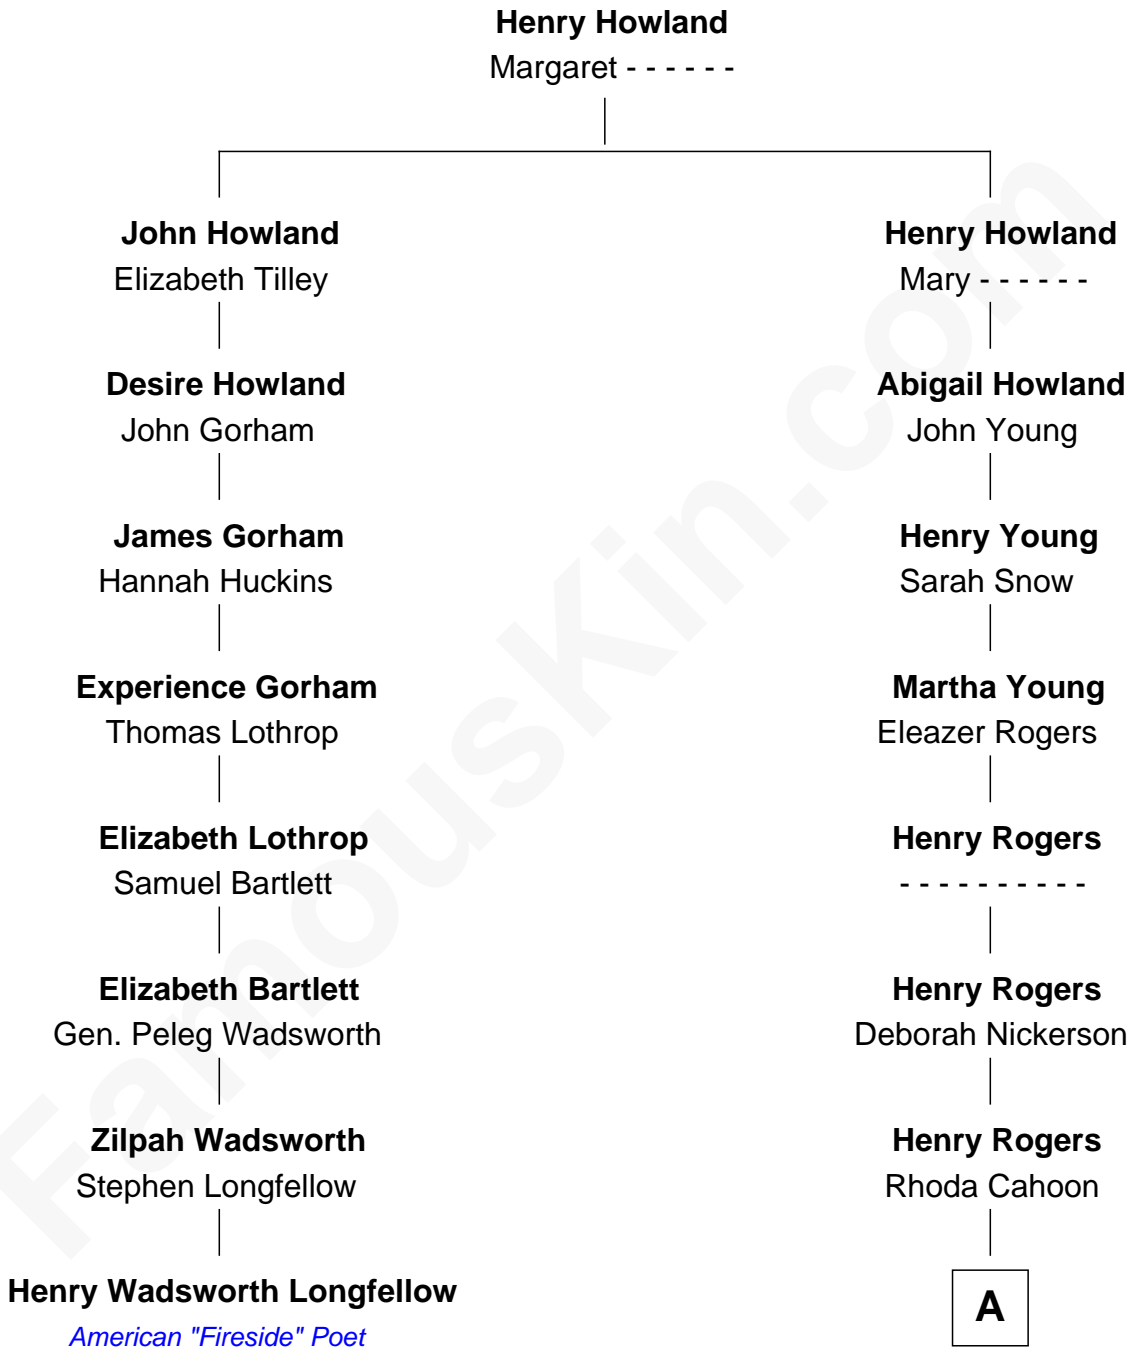 Henry Howland
Margaret - - - - - -
John Howland
Elizabeth Tilley
Henry Howland
Mary - - - - - -
Desire Howland
John Gorham
Abigail Howland
John Young
James Gorham
Hannah Huckins
Henry Young
Sarah Snow
Experience Gorham
Thomas Lothrop
Martha Young
Eleazer Rogers
Elizabeth Lothrop
Samuel Bartlett
Henry Rogers
- - - - - - - - - -
Elizabeth Bartlett
Gen. Peleg Wadsworth
Henry Rogers
Deborah Nickerson
Zilpah Wadsworth
Stephen Longfellow
Henry Rogers
Rhoda Cahoon
Henry Wadsworth Longfellow
American "Fireside" Poet
A
FamousKin.com